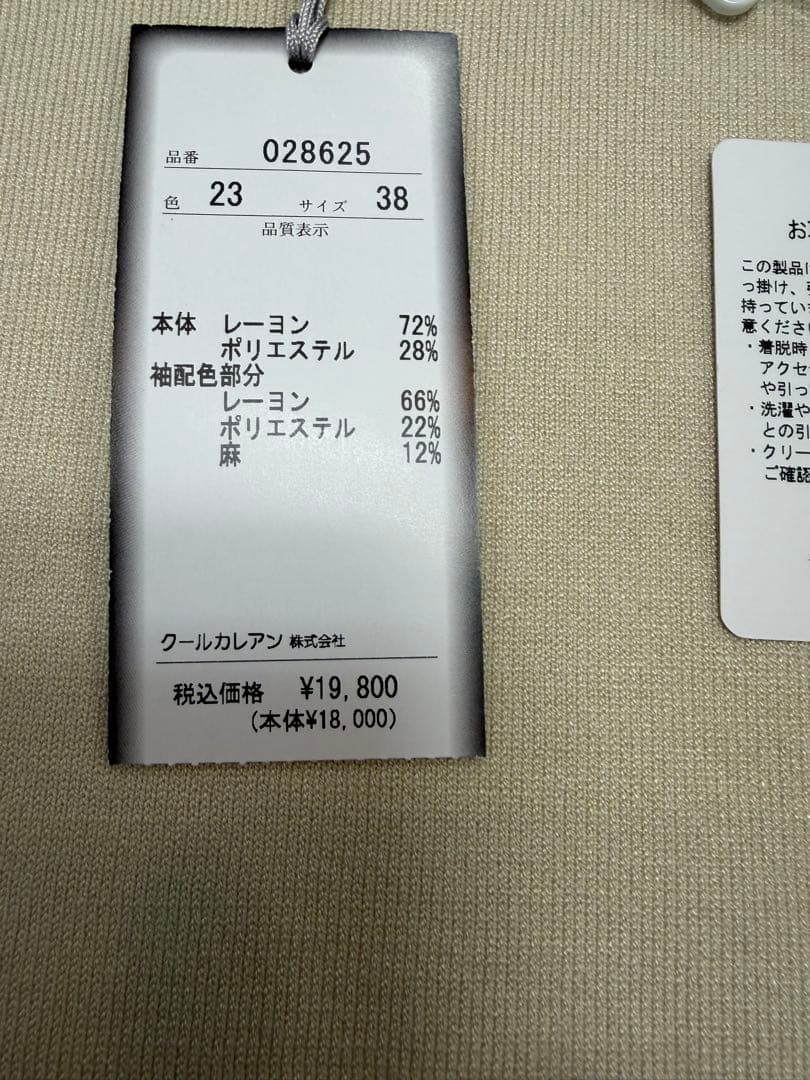 品番 028625
色 23 サイズ 38
品質表示
本体 レーヨン 72%
ポリエステル 28%
袖配色部分
レーヨン 66%
ポリエステル 22%
麻 12%
クールカレアン 株式会社
税込価格 ¥19,800
(本体¥18,000)
お
この製品
っ掛け、
持ってい
意くださ
・着脱時
アクセ
や引っ
・洗濯や
との引
・クリー
ご確認